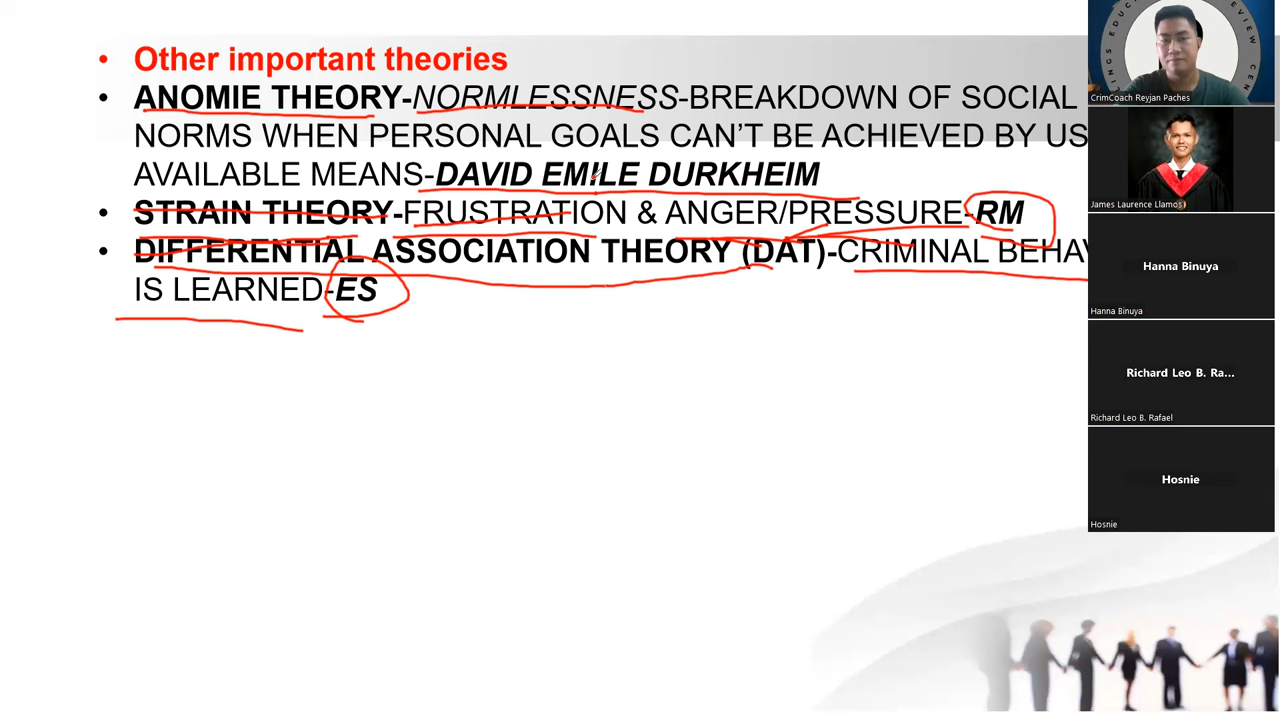 Other important theories
ANOMIE THEORY-NORMLESSNESS-BREAKDOWN OF SOCIAL
NORMS WHEN PERSONAL GOALS CAN'T BE ACHIEVED BY US
AVAILABLE MEANS-DAVID EMILE DURKHEIM
STRAIN THEORY-FRUSTRATION & ANGER/PRESSURE-RM
DIFFERENTIAL ASSOCIATION THEORY (DAT)-CRIMINAL BEHAV
IS LEARNED-ES
CrimCoach Reyjan Paches
James Laurence Llamos
Hanna Binuya
Hanna Binuya
Richard Leo B. Ra...
Richard Leo B. Rafael
Hosnie
Hosnie